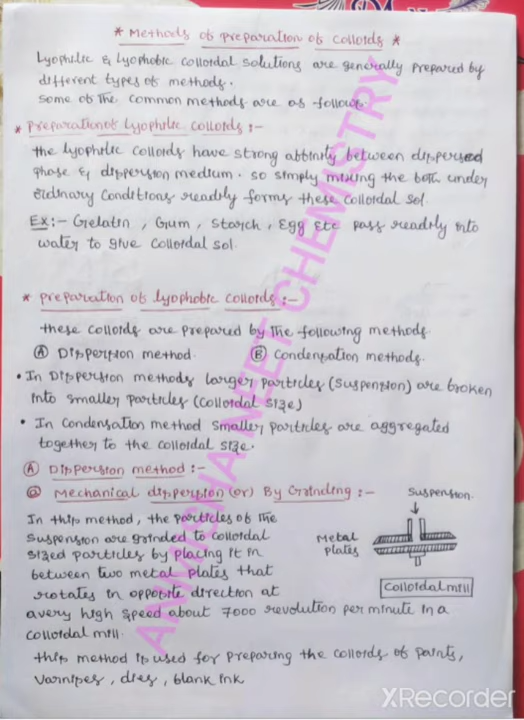 * Methods of preparation of colloids *
Lyophilic & Lyophobic colloidal solutions are generally prepared by
different types of methods.
Some of the common methods are as follows.
* Preparation of lyophilic colloids :-
the lyophilic colloids have strong affinity between dispersed
phase & dispersion medium. so simply mixing the both under
Ordinary Conditions readily forms these colloidal sol.
Ex:- Gelatin , Gum , Starch , Egg etc pass readily into
water to give colloidal sol.
* preparation of lyophobic colloids :-
these colloids are prepared by the following methods.
Ⓐ Dispersion method. Ⓑ Condensation methods.
• In Dispersion methods larger particles (Suspension) are broken
into smaller particles (colloidal size)
• In Condensation method smaller particles are aggregated
together to the colloidal size.
Ⓐ Dispersion method :-
ⓐ Mechanical dispersion (or) By Grinding :-
Suspension.
In this method, the particles of the
suspension are grinded to colloidal
sized particles by placing it in
between two metal plates that
rotates in opposite direction at
a very high speed about 7000 revolution per minute in a
colloidal mill.
Metal
plates
Colloidal mill
this method is used for preparing the colloids of paints,
Varnises , dies , blank ink
ANMISHA NEET CHEMISTRY
XRecorder